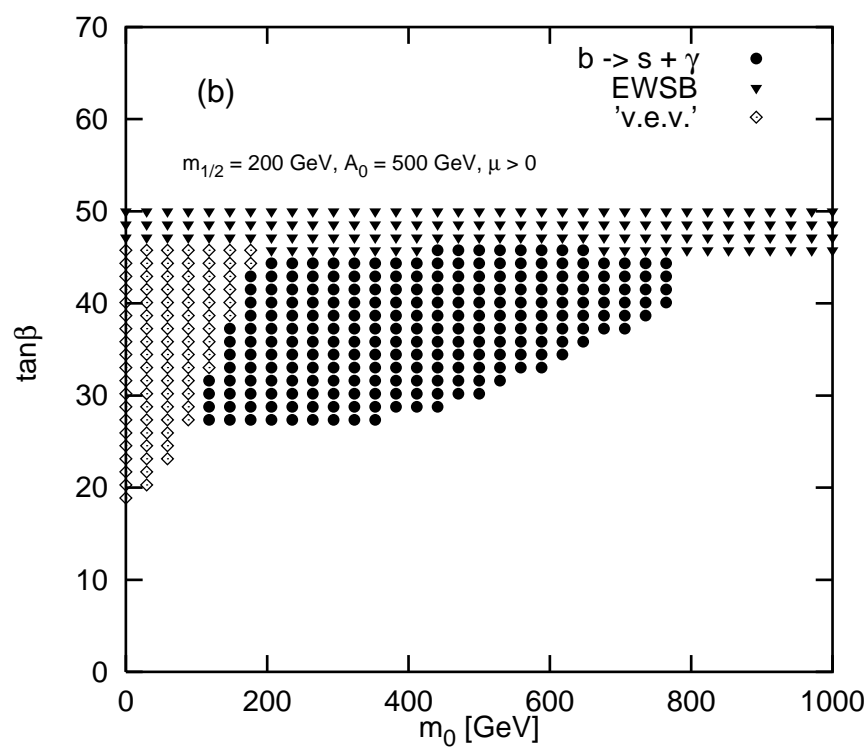 70
60
50
40
30
20
10
0
tanβ
(b)
b -> s + γ
EWSB
'v.e.v.'
m1/2 = 200 GeV, A0 = 500 GeV, μ > 0
0 200 400 600 800 1000
m0 [GeV]